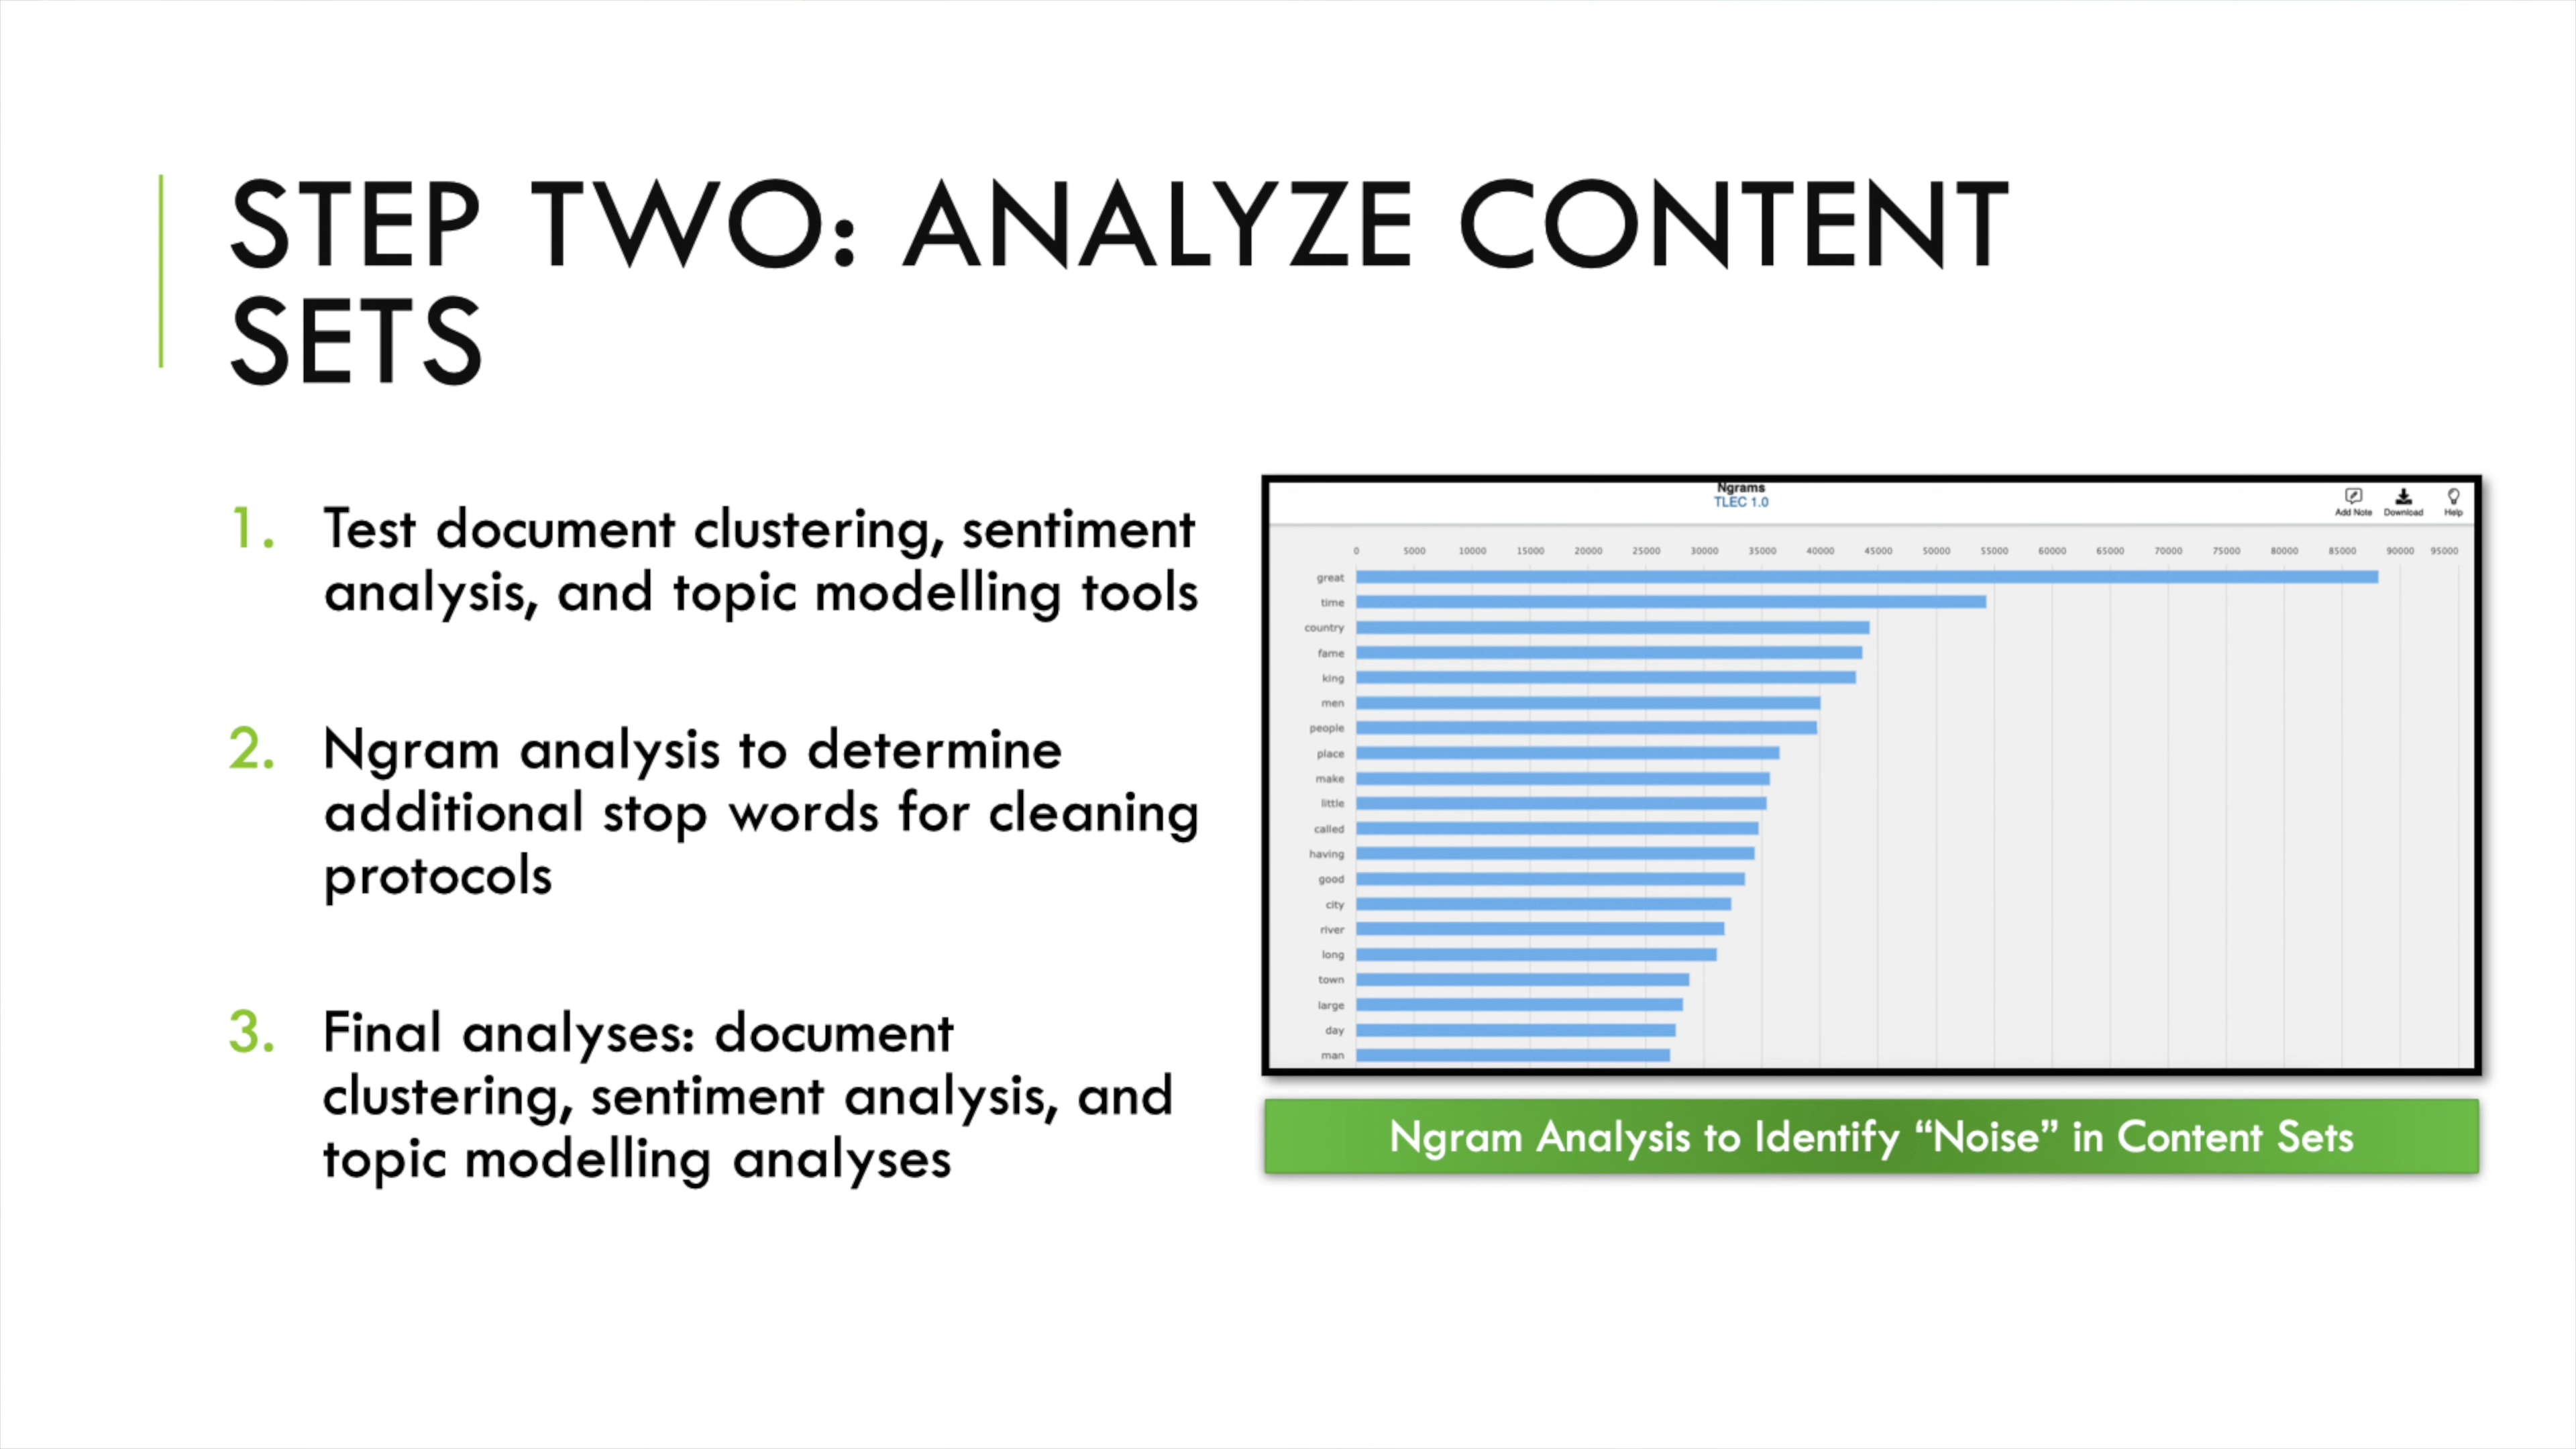 STEP TWO: ANALYZE CONTENT
SETS
1. Test document clustering, sentiment
analysis, and topic modelling tools
2. Ngram analysis to determine
additional stop words for cleaning
protocols
3. Final analyses: document
clustering, sentiment analysis, and
topic modelling analyses
Ngrams
TLEC 1.0
Add Note Download Help
0 5000 10000 15000 20000 25000 30000 35000 40000 45000 50000 55000 60000 65000 70000 75000 80000 85000 90000 95000
great
time
country
fame
king
men
people
place
make
little
called
having
good
city
river
long
town
large
day
man
Ngram Analysis to Identify “Noise” in Content Sets